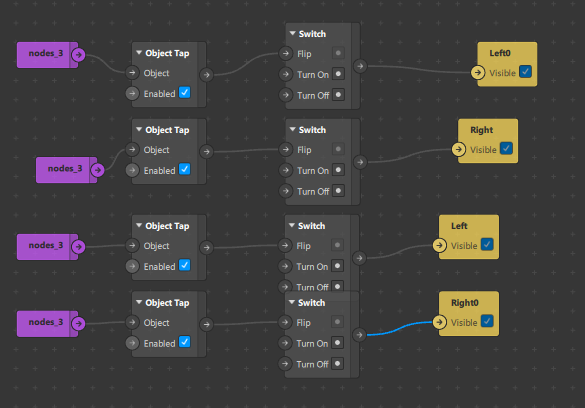 Switch
nodes_3
Object Tap
Flip
Left0
Object
Turn On
Visible
Enabled
Turn Off
Object Tap
Switch
Right
Object
Flip
Visible
nodes_3
Enabled
Turn On
Turn Off
Object Tap
Switch
Left
nodes_3
Object
Flip
Visible
Enabled
Turn On
Turn Off
Object Tap
Switch
Right0
nodes_3
Object
Flip
Visible
Enabled
Turn On
Turn Off